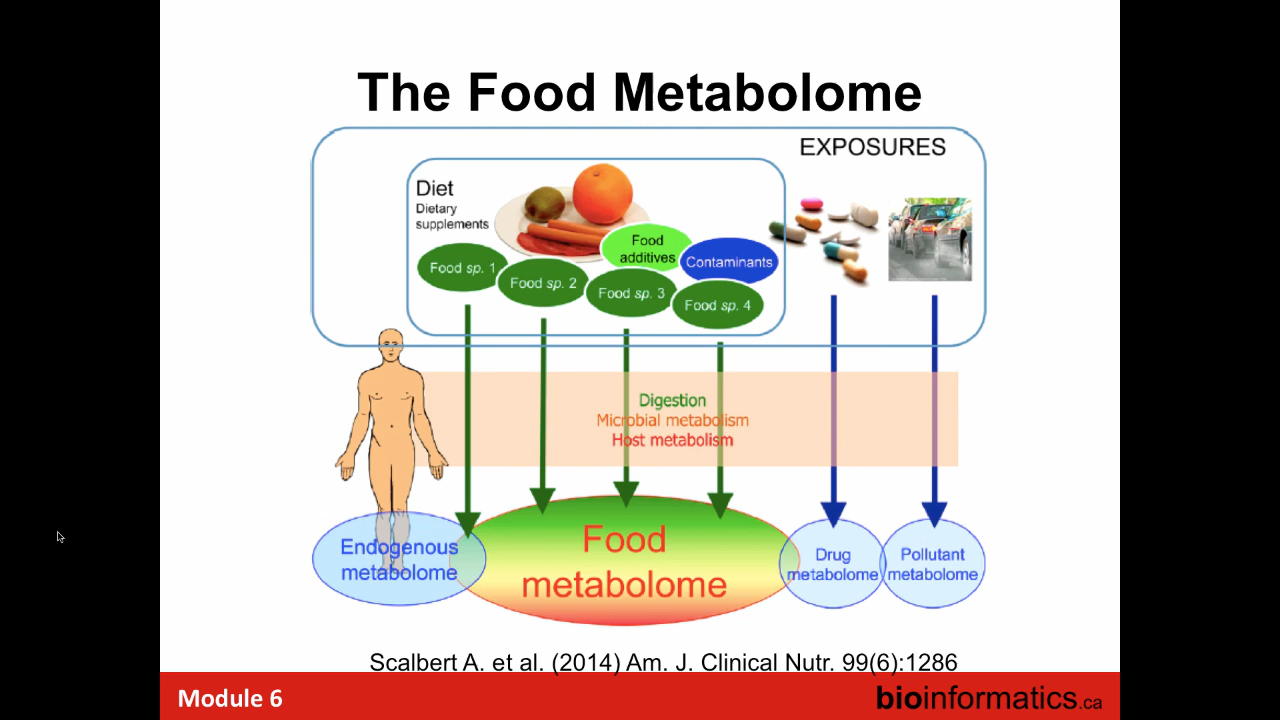 The Food Metabolome
EXPOSURES
Diet
Dietary
supplements
Food
additives
Contaminants
Food sp. 1
Food sp. 2
Food sp. 3
Food sp. 4
Digestion
Microbial metabolism
Host metabolism
Endogenous
metabolome
Food
metabolome
Drug
metabolome
Pollutant
metabolome
Scalbert A. et al. (2014) Am. J. Clinical Nutr. 99(6):1286
Module 6
bioinformatics.ca